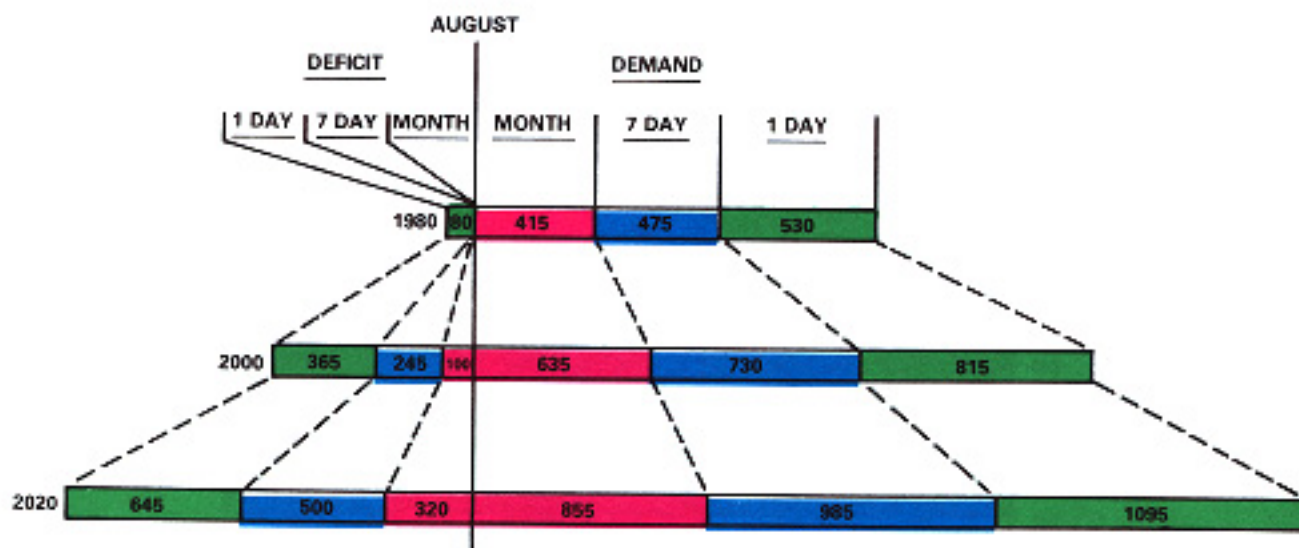 AUGUST
DEFICIT DEMAND
1 DAY 7 DAY MONTH MONTH 7 DAY 1 DAY
1980 80 415 475 530
2000 365 245 100 635 730 815
2020 645 500 320 855 985 1095